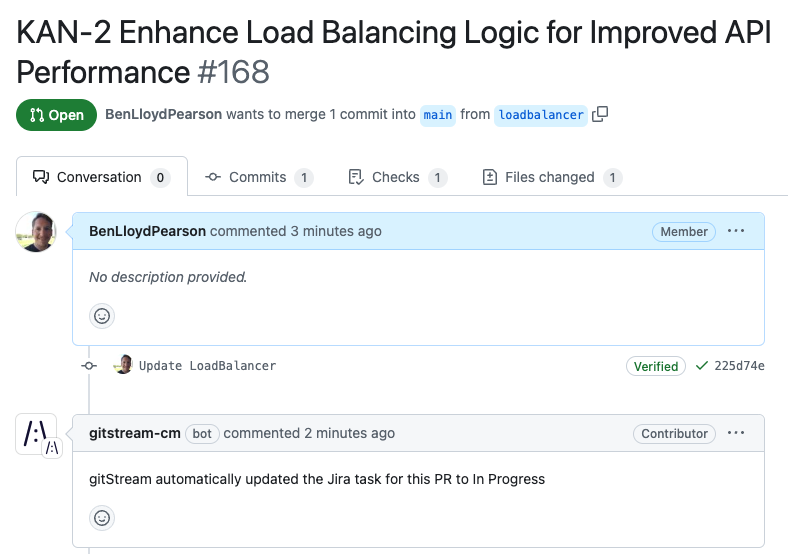 KAN-2 Enhance Load Balancing Logic for Improved API
Performance #168
Open BenLloydPearson wants to merge 1 commit into main from loadbalancer
Conversation 0 Commits 1 Checks 1 Files changed 1
BenLloydPearson commented 3 minutes ago Member ...
No description provided.
Update LoadBalancer Verified 225d74e
/:\
/:\
gitstream-cm bot commented 2 minutes ago Contributor ...
gitStream automatically updated the Jira task for this PR to In Progress